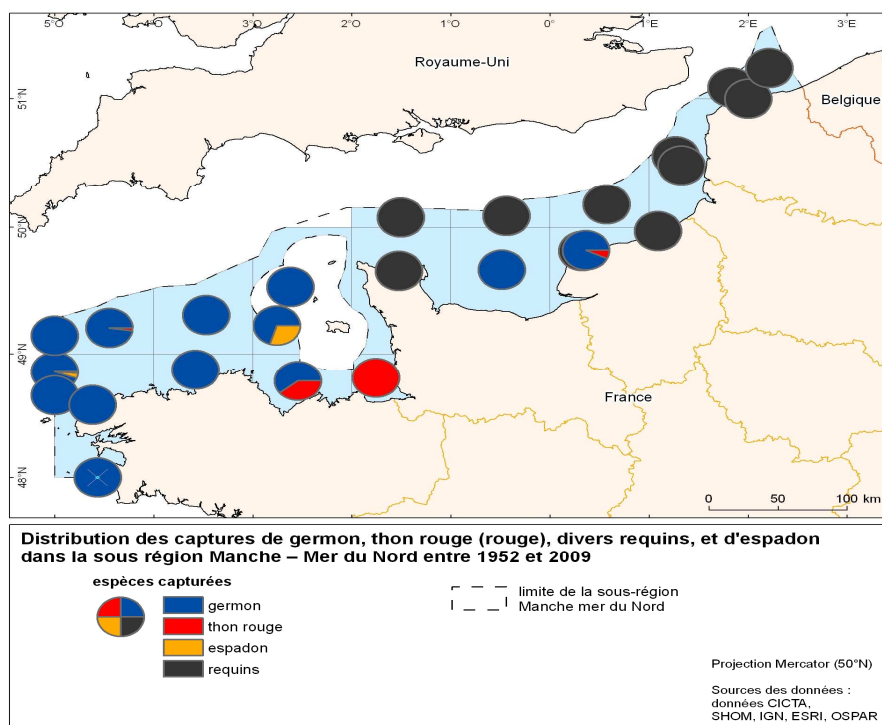 5°O 4°O 3°O 2°O 1°O 0° 1°E 2°E 3°E
Royaume-Uni
51°N
Belgique
50°N
49°N
France
48°N
0 50 100 km
Distribution des captures de germon, thon rouge (rouge), divers requins, et d'espadon
dans la sous région Manche – Mer du Nord entre 1952 et 2009
espèces capturées
germon
thon rouge
espadon
requins
limite de la sous-région
Manche mer du Nord
Projection Mercator (50°N)
Sources des données :
données CICTA,
SHOM, IGN, ESRI, OSPAR